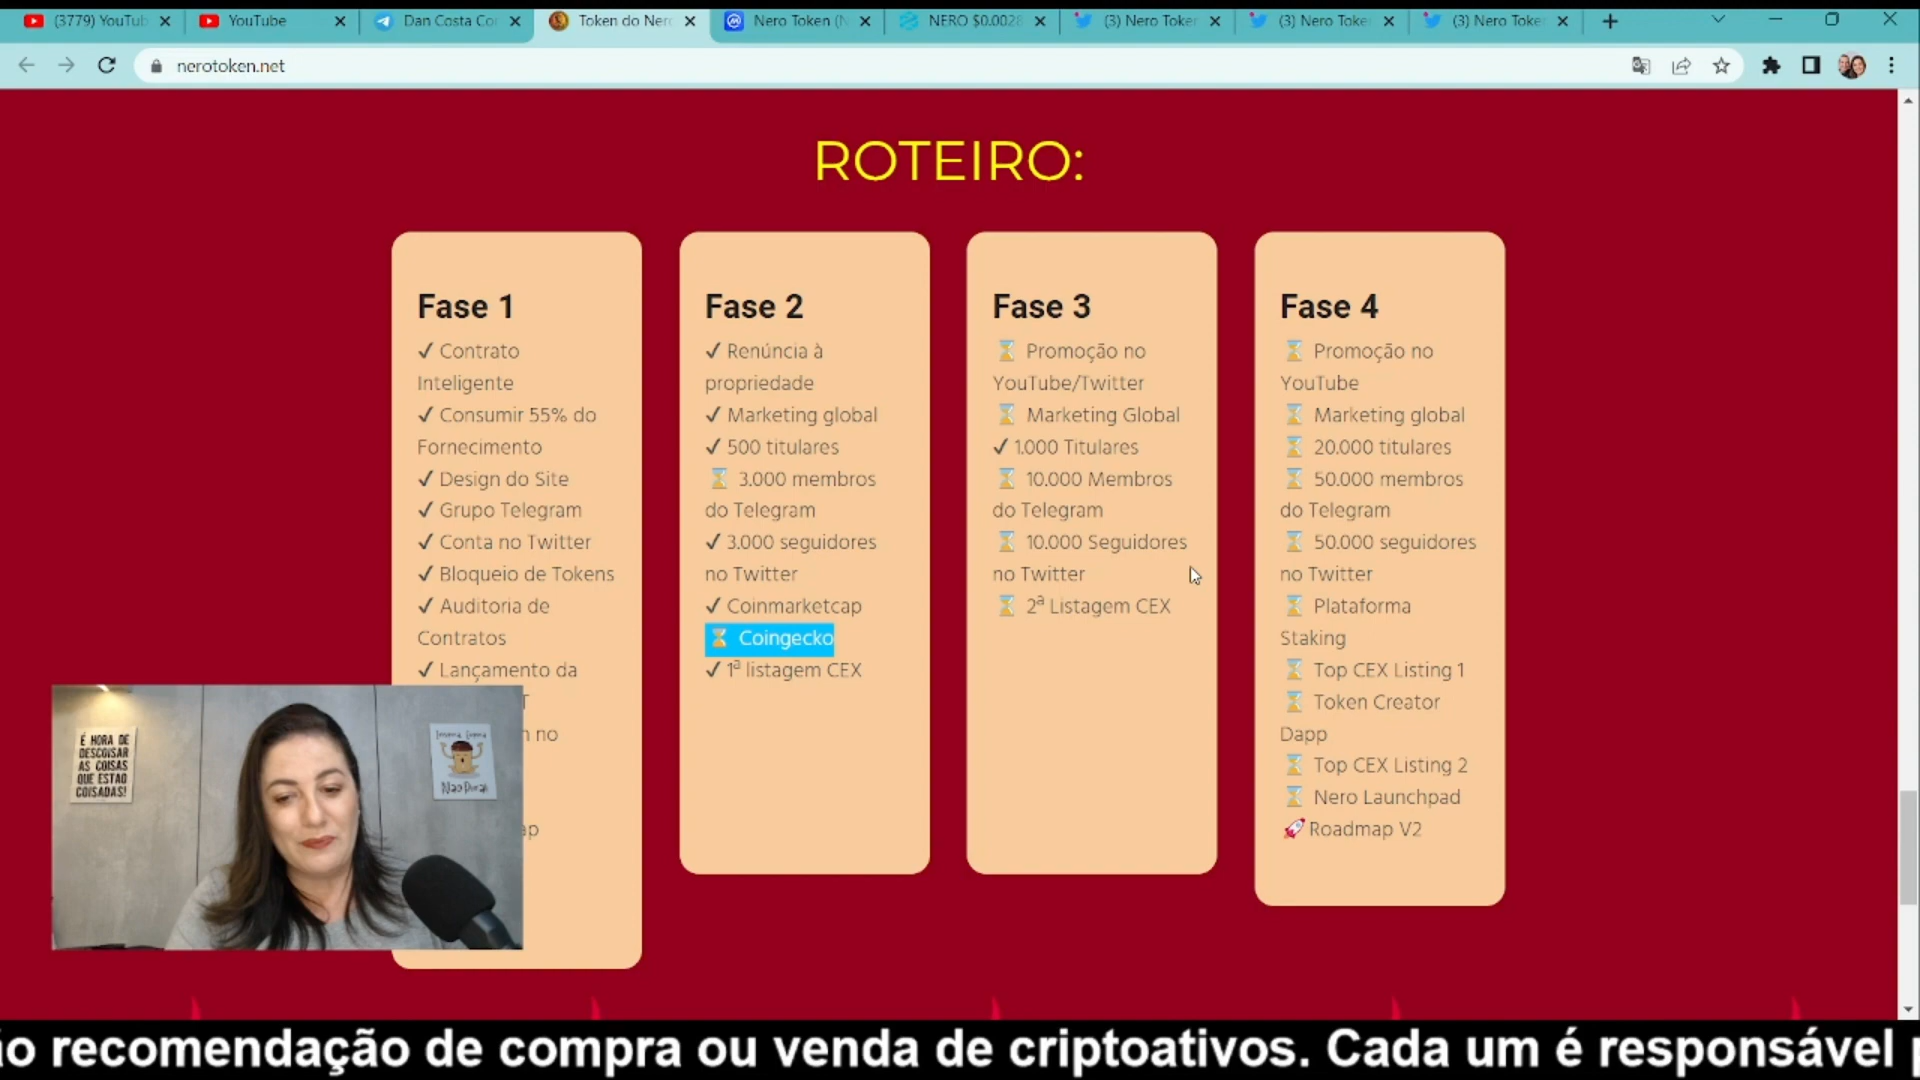 (3779) YouTub
YouTube
Dan Costa Co
Token do Nero
Nero Token (N
NERO $0.0028
(3) Nero Token
(3) Nero Toke
(3) Nero Toke
nerotoken.net
ROTEIRO:
Fase 1
✓ Contrato
Inteligente
✓ Consumir 55% do
Fornecimento
✓ Design do Site
✓ Grupo Telegram
✓ Conta no Twitter
✓ Bloqueio de Tokens
✓ Auditoria de
Contratos
✓ Lançamento da
T
no
ap
Fase 2
✓ Renúncia à
propriedade
✓ Marketing global
✓ 500 titulares
⌛ 3.000 membros
do Telegram
✓ 3.000 seguidores
no Twitter
✓ Coinmarketcap
⌛ Coingecko
✓ 1ª listagem CEX
Fase 3
⌛ Promoção no
YouTube/Twitter
⌛ Marketing Global
✓ 1.000 Titulares
⌛ 10.000 Membros
do Telegram
⌛ 10.000 Seguidores
no Twitter
⌛ 2ª Listagem CEX
Fase 4
⌛ Promoção no
YouTube
⌛ Marketing global
⌛ 20.000 titulares
⌛ 50.000 membros
do Telegram
⌛ 50.000 seguidores
no Twitter
⌛ Plataforma
Staking
⌛ Top CEX Listing 1
⌛ Token Creator
Dapp
⌛ Top CEX Listing 2
⌛ Nero Launchpad
🚀Roadmap V2
É HORA DE
DESCOISAR
AS COISAS
QUE ESTÃO
COISADAS!
Não Pira!
ão recomendação de compra ou venda de criptoativos. Cada um é responsável p